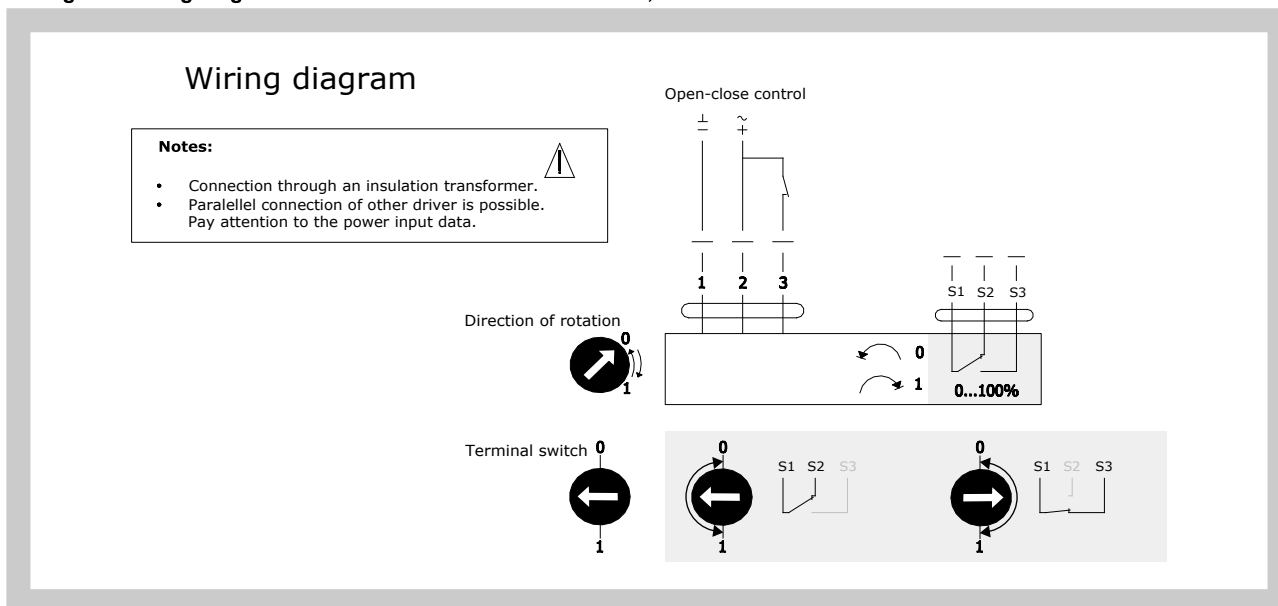 Wiring diagram
Open-close control
⊥ ~
− +
Notes:
• Connection through an insulation transformer.
• Paralellel connection of other driver is possible.
Pay attention to the power input data.
1 2 3
S1 S2 S3
Direction of rotation
0
1
0
1
0...100%
Terminal switch 0
1
0
S1 S2 S3
1
0
S1 S2 S3
1